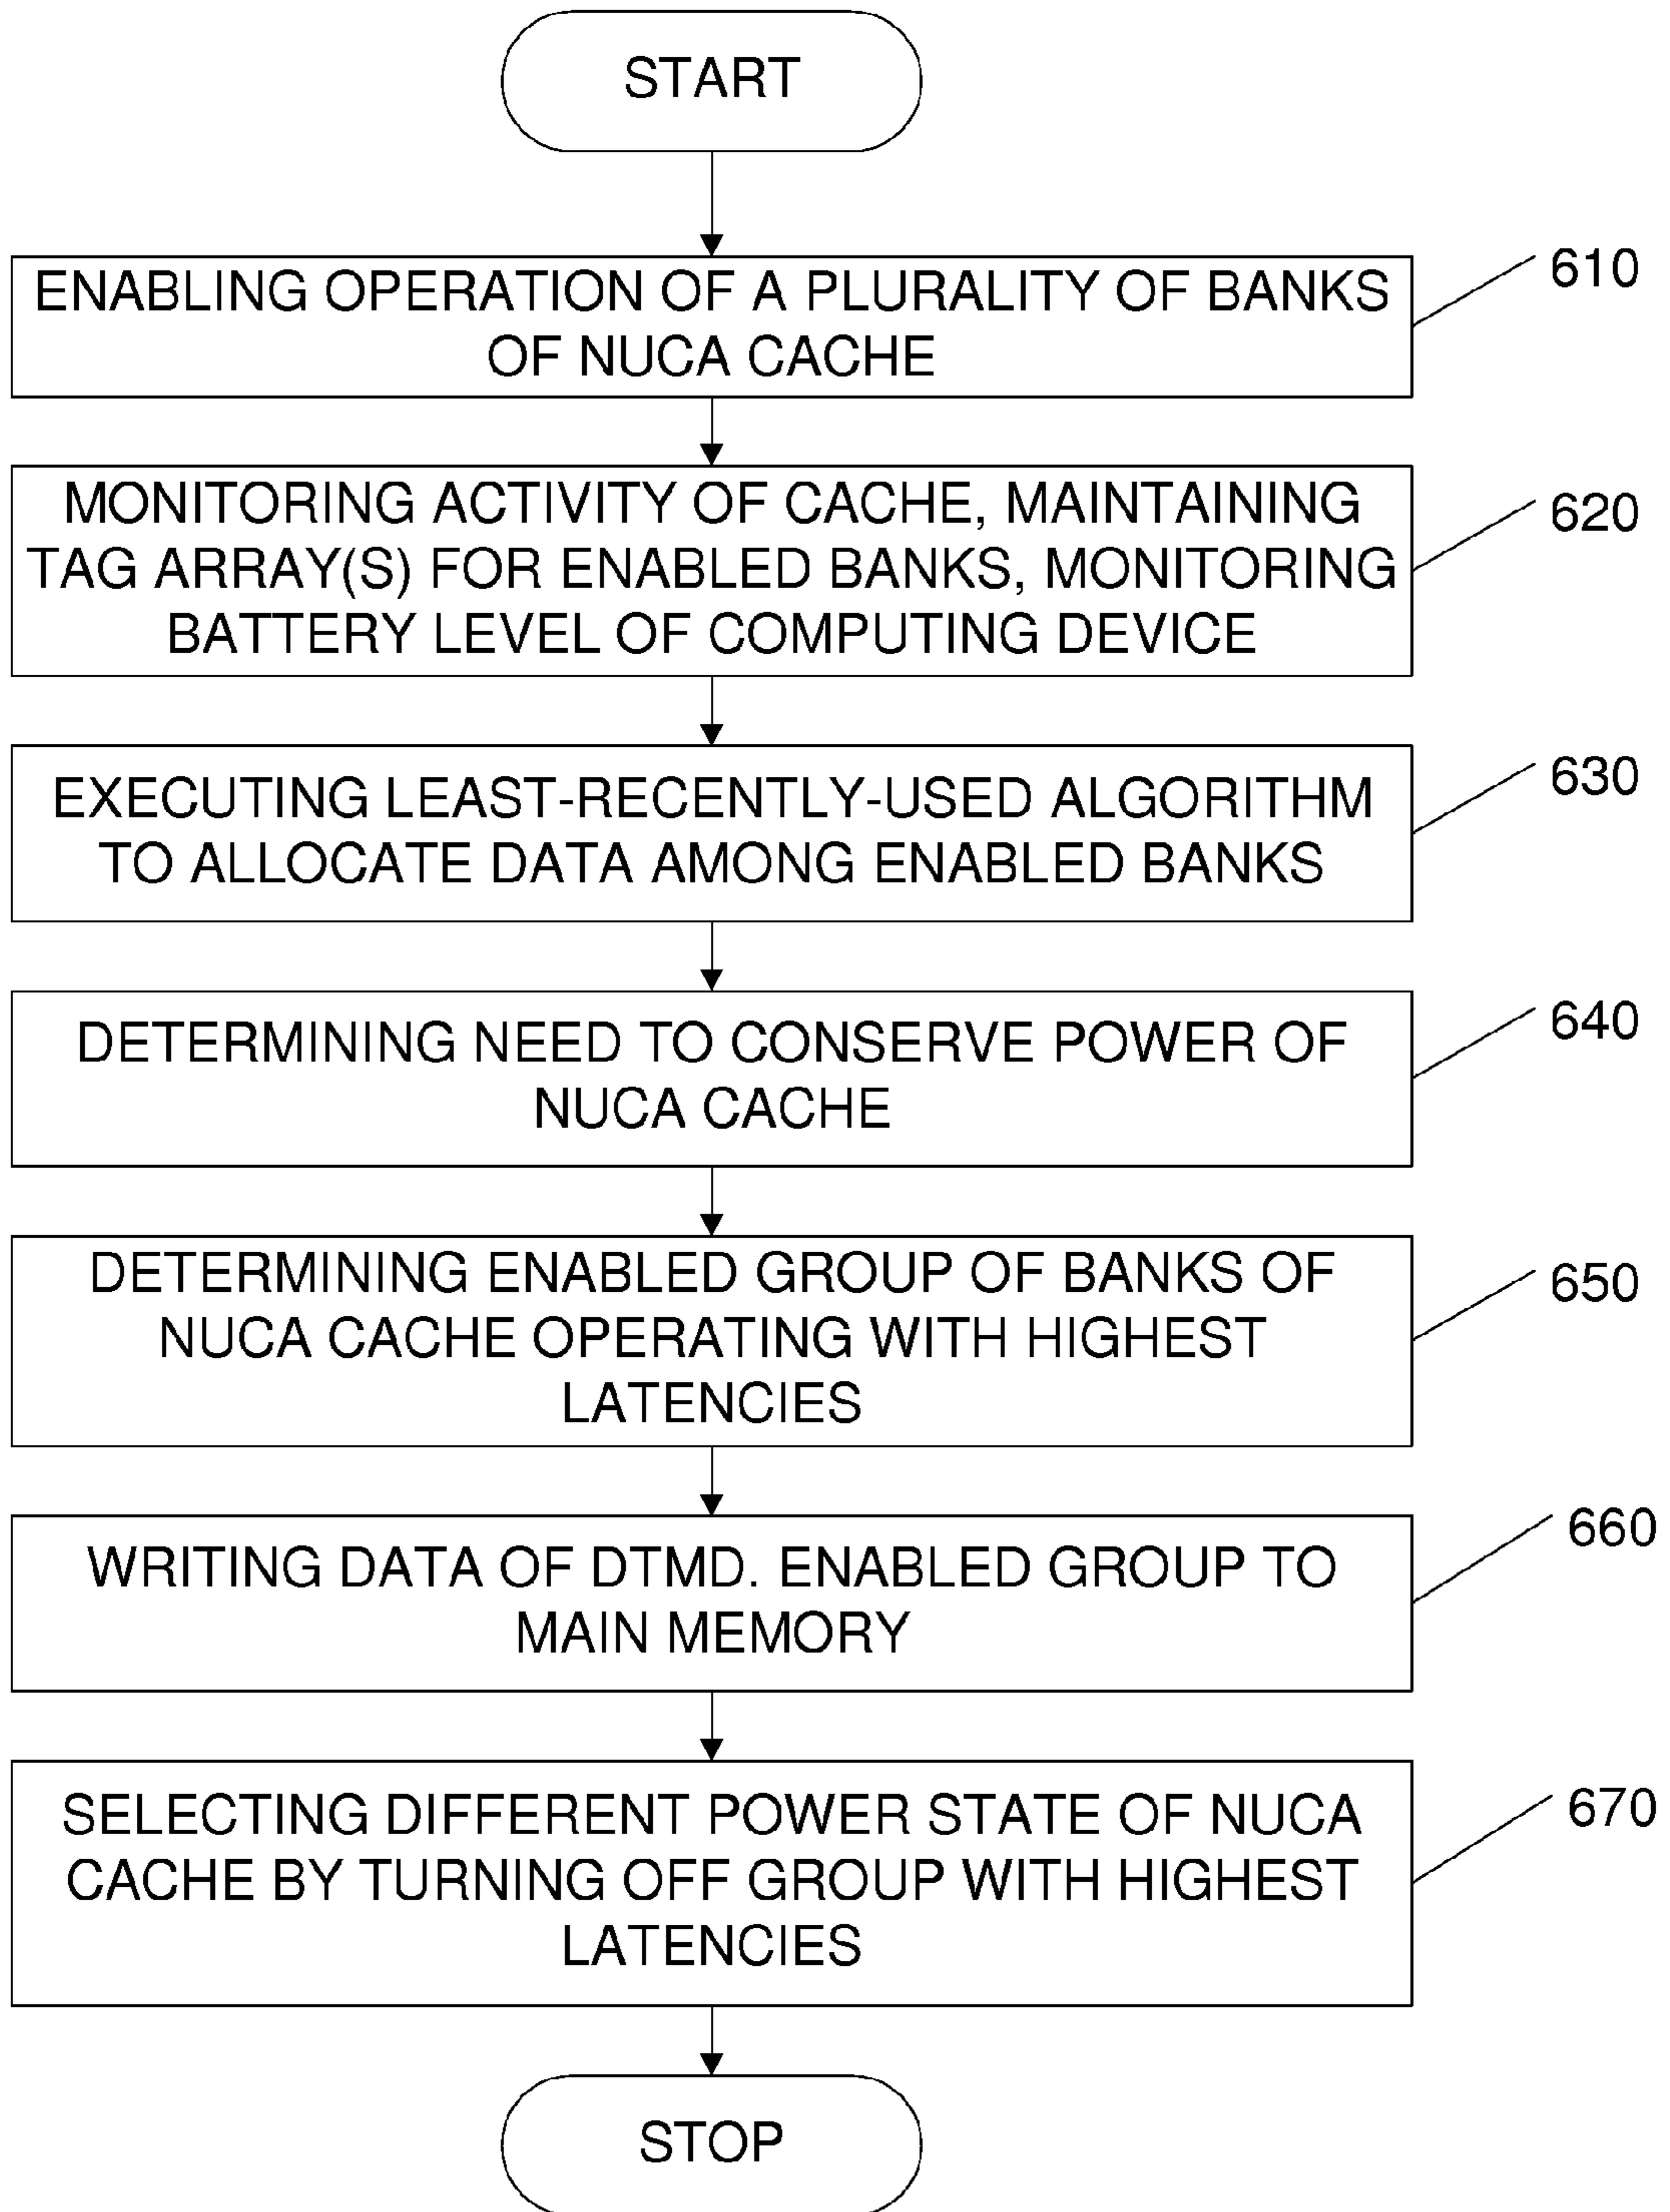 START
ENABLING OPERATION OF A PLURALITY OF BANKS
OF NUCA CACHE
610
MONITORING ACTIVITY OF CACHE, MAINTAINING
TAG ARRAY(S) FOR ENABLED BANKS, MONITORING
BATTERY LEVEL OF COMPUTING DEVICE
620
EXECUTING LEAST-RECENTLY-USED ALGORITHM
TO ALLOCATE DATA AMONG ENABLED BANKS
630
DETERMINING NEED TO CONSERVE POWER OF
NUCA CACHE
640
DETERMINING ENABLED GROUP OF BANKS OF
NUCA CACHE OPERATING WITH HIGHEST
LATENCIES
650
WRITING DATA OF DTMD. ENABLED GROUP TO
MAIN MEMORY
660
SELECTING DIFFERENT POWER STATE OF NUCA
CACHE BY TURNING OFF GROUP WITH HIGHEST
LATENCIES
670
STOP